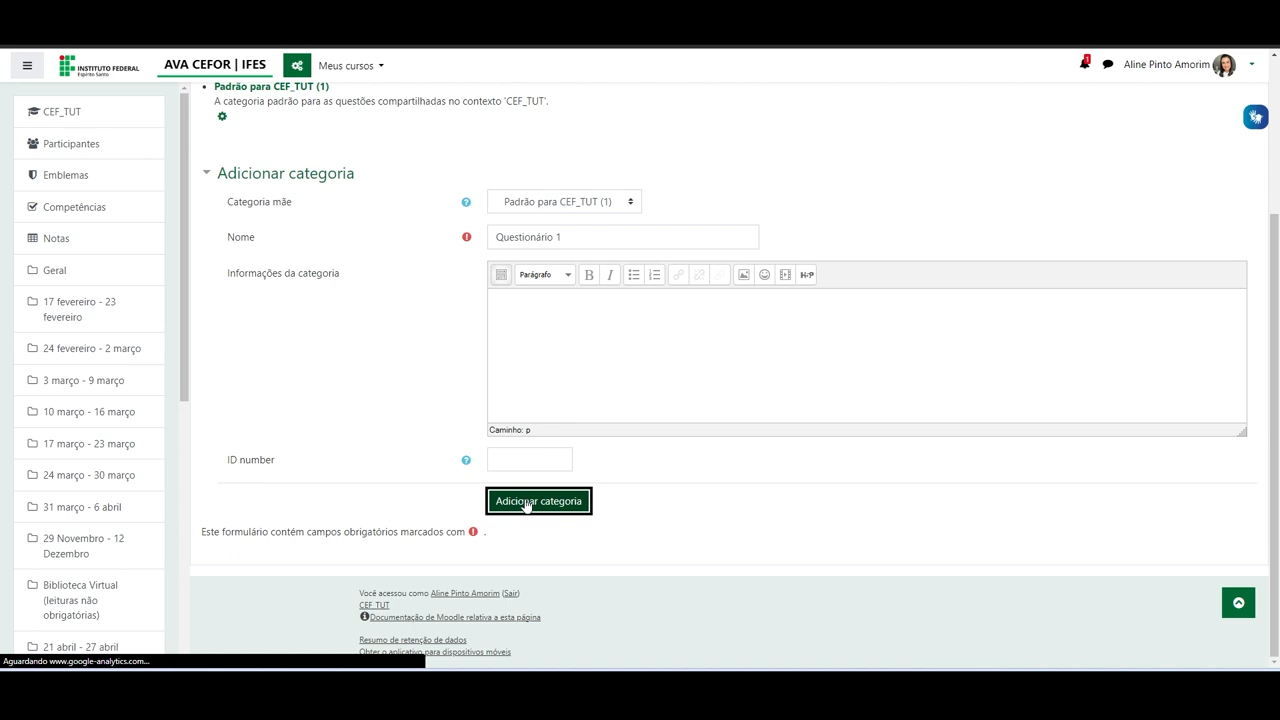 INSTITUTO FEDERAL
Espírito Santo
AVA CEFOR | IFES
Meus cursos
1
Aline Pinto Amorim
CEF_TUT
Participantes
Emblemas
Competências
Notas
Geral
17 fevereiro - 23
fevereiro
24 fevereiro - 2 março
3 março - 9 março
10 março - 16 março
17 março - 23 março
24 março - 30 março
31 março - 6 abril
29 Novembro - 12
Dezembro
Biblioteca Virtual
(leituras não
obrigatórias)
21 abril - 27 abril
Padrão para CEF_TUT (1)
A categoria padrão para as questões compartilhadas no contexto 'CEF_TUT'.
Adicionar categoria
Categoria mãe
Padrão para CEF_TUT (1)
Nome
Questionário 1
Informações da categoria
Parágrafo
B I
H-P
Caminho: p
ID number
Adicionar categoria
Este formulário contém campos obrigatórios marcados com .
Você acessou como Aline Pinto Amorim (Sair)
CEF_TUT
Documentação de Moodle relativa a esta página
Resumo de retenção de dados
Obter o aplicativo para dispositivos móveis
Aguardando www.google-analytics.com...